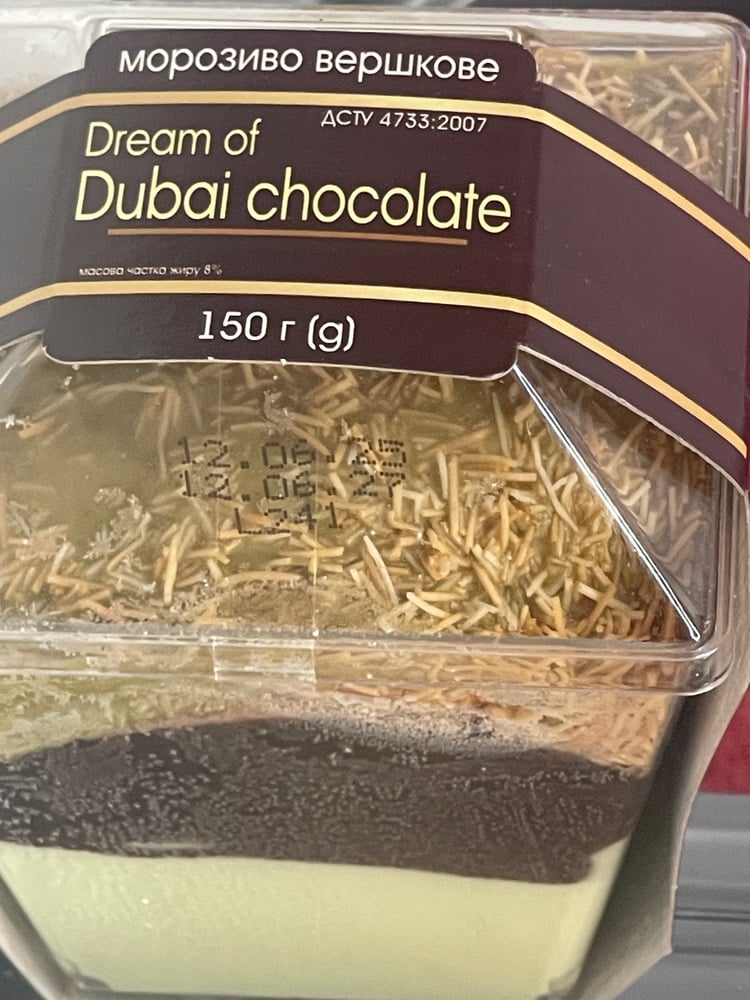 морозиво вершкове
ДСТУ 4733:2007
Dream of
Dubai chocolate
масова частка жиру 8%
150 г (g)
12.06.25
12.06.27
L241